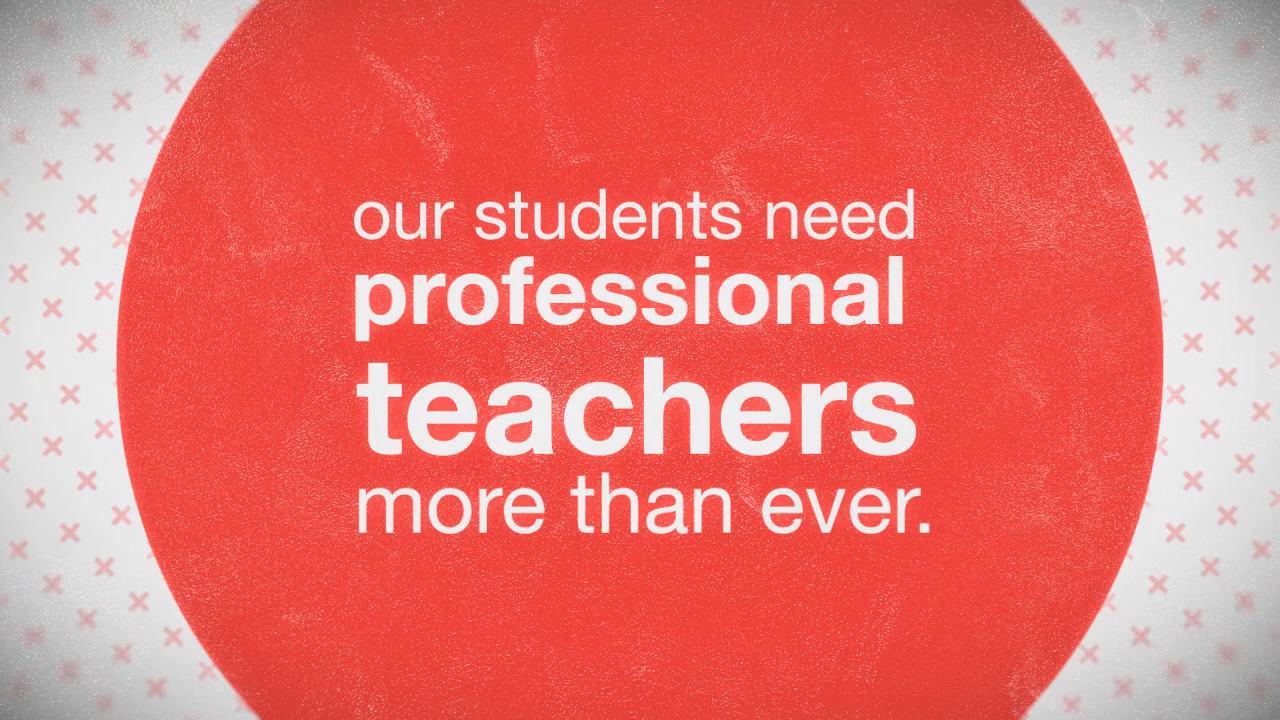 our students need
professional
teachers
more than ever.